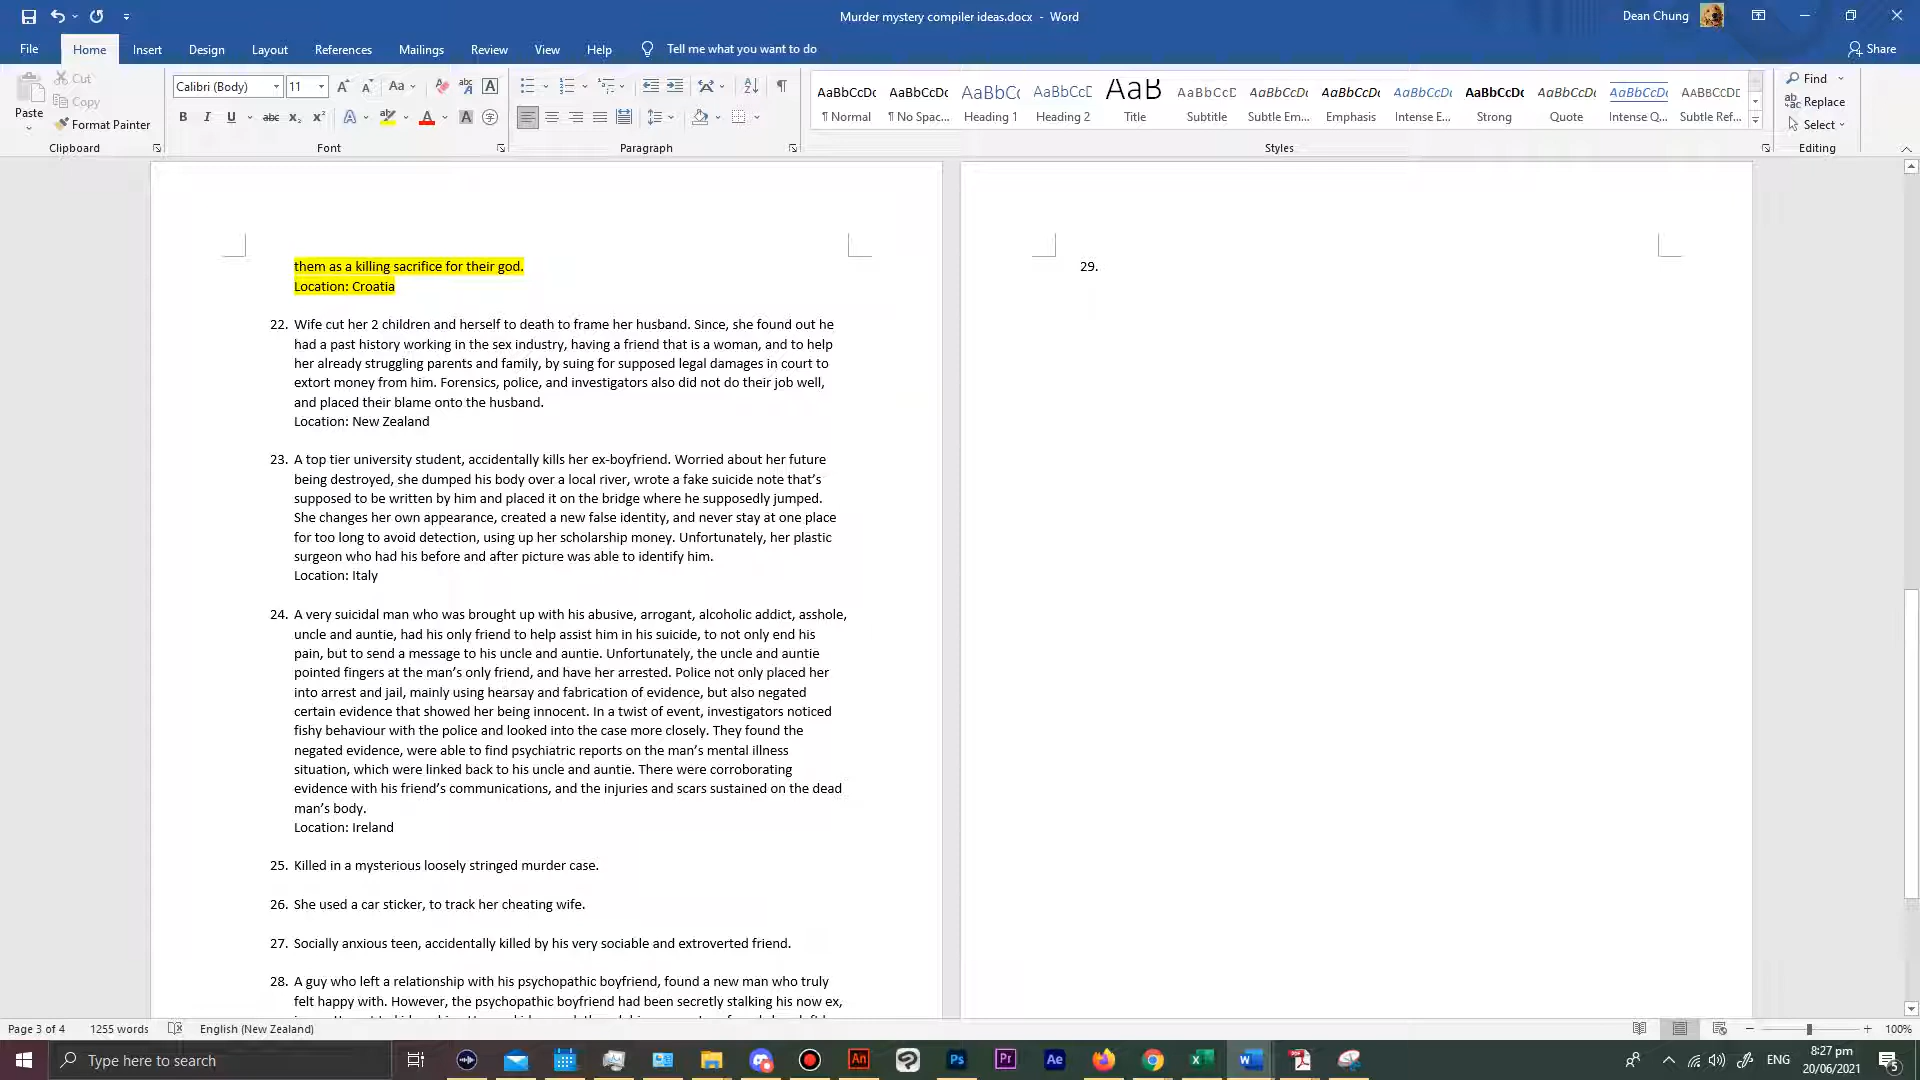 Murder mystery compiler ideas.docx - Word
Dean Chung
File Home Insert Design Layout References Mailings Review View Help Tell me what you want to do Share
Cut
Copy
Format Painter
Paste
Clipboard
Calibri (Body) 11
Font
Paragraph
AaBbCcDc ¶ Normal
AaBbCcDc ¶ No Spac...
AaBbCc Heading 1
AaBbCcD Heading 2
AaB Title
AaBbCcD Subtitle
AaBbCcDc Subtle Em...
AaBbCcDc Emphasis
AaBbCcDc Intense E...
AaBbCcDc Strong
AaBbCcDc Quote
AaBbCcDc Intense Q...
AaBbCcDc Subtle Ref...
Styles
Find
Replace
Select
Editing
them as a killing sacrifice for their god.
Location: Croatia
22. Wife cut her 2 children and herself to death to frame her husband. Since, she found out he
had a past history working in the sex industry, having a friend that is a woman, and to help
her already struggling parents and family, by suing for supposed legal damages in court to
extort money from him. Forensics, police, and investigators also did not do their job well,
and placed their blame onto the husband.
Location: New Zealand
23. A top tier university student, accidentally kills her ex-boyfriend. Worried about her future
being destroyed, she dumped his body over a local river, wrote a fake suicide note that’s
supposed to be written by him and placed it on the bridge where he supposedly jumped.
She changes her own appearance, created a new false identity, and never stay at one place
for too long to avoid detection, using up her scholarship money. Unfortunately, her plastic
surgeon who had his before and after picture was able to identify him.
Location: Italy
24. A very suicidal man who was brought up with his abusive, arrogant, alcoholic addict, asshole,
uncle and auntie, had his only friend to help assist him in his suicide, to not only end his
pain, but to send a message to his uncle and auntie. Unfortunately, the uncle and auntie
pointed fingers at the man’s only friend, and have her arrested. Police not only placed her
into arrest and jail, mainly using hearsay and fabrication of evidence, but also negated
certain evidence that showed her being innocent. In a twist of event, investigators noticed
fishy behaviour with the police and looked into the case more closely. They found the
negated evidence, were able to find psychiatric reports on the man’s mental illness
situation, which were linked back to his uncle and auntie. There were corroborating
evidence with his friend’s communications, and the injuries and scars sustained on the dead
man’s body.
Location: Ireland
25. Killed in a mysterious loosely stringed murder case.
26. She used a car sticker, to track her cheating wife.
27. Socially anxious teen, accidentally killed by his very sociable and extroverted friend.
28. A guy who left a relationship with his psychopathic boyfriend, found a new man who truly
felt happy with. However, the psychopathic boyfriend had been secretly stalking his now ex,
29.
Page 3 of 4 1255 words English (New Zealand) 100%
Type here to search
ENG
8:27 pm
20/06/2021